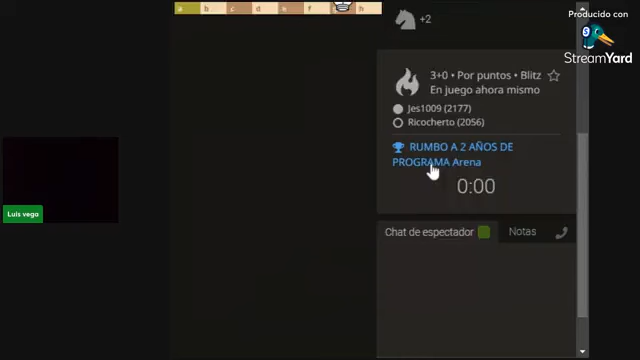 a b c d e f g h
Producido con
StreamYard
+2
3+0 • Por puntos • Blitz
En juego ahora mismo
Jes1009 (2177)
Ricocherto (2056)
RUMBO A 2 AÑOS DE
PROGRAMA Arena
0:00
Luis vega
Chat de espectador
Notas